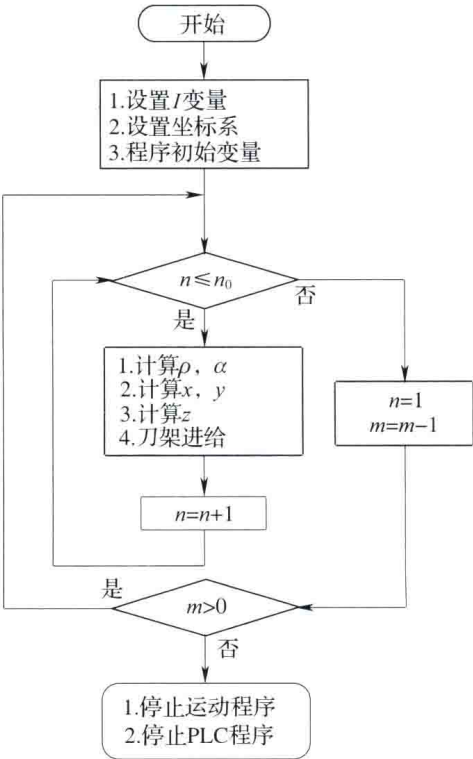 开始
1.设置I变量
2.设置坐标系
3.程序初始变量
n≤n₀
否
是
1.计算ρ，α
2.计算x，y
3.计算z
4.刀架进给
n=1
m=m-1
n=n+1
是
m>0
否
1.停止运动程序
2.停止PLC程序